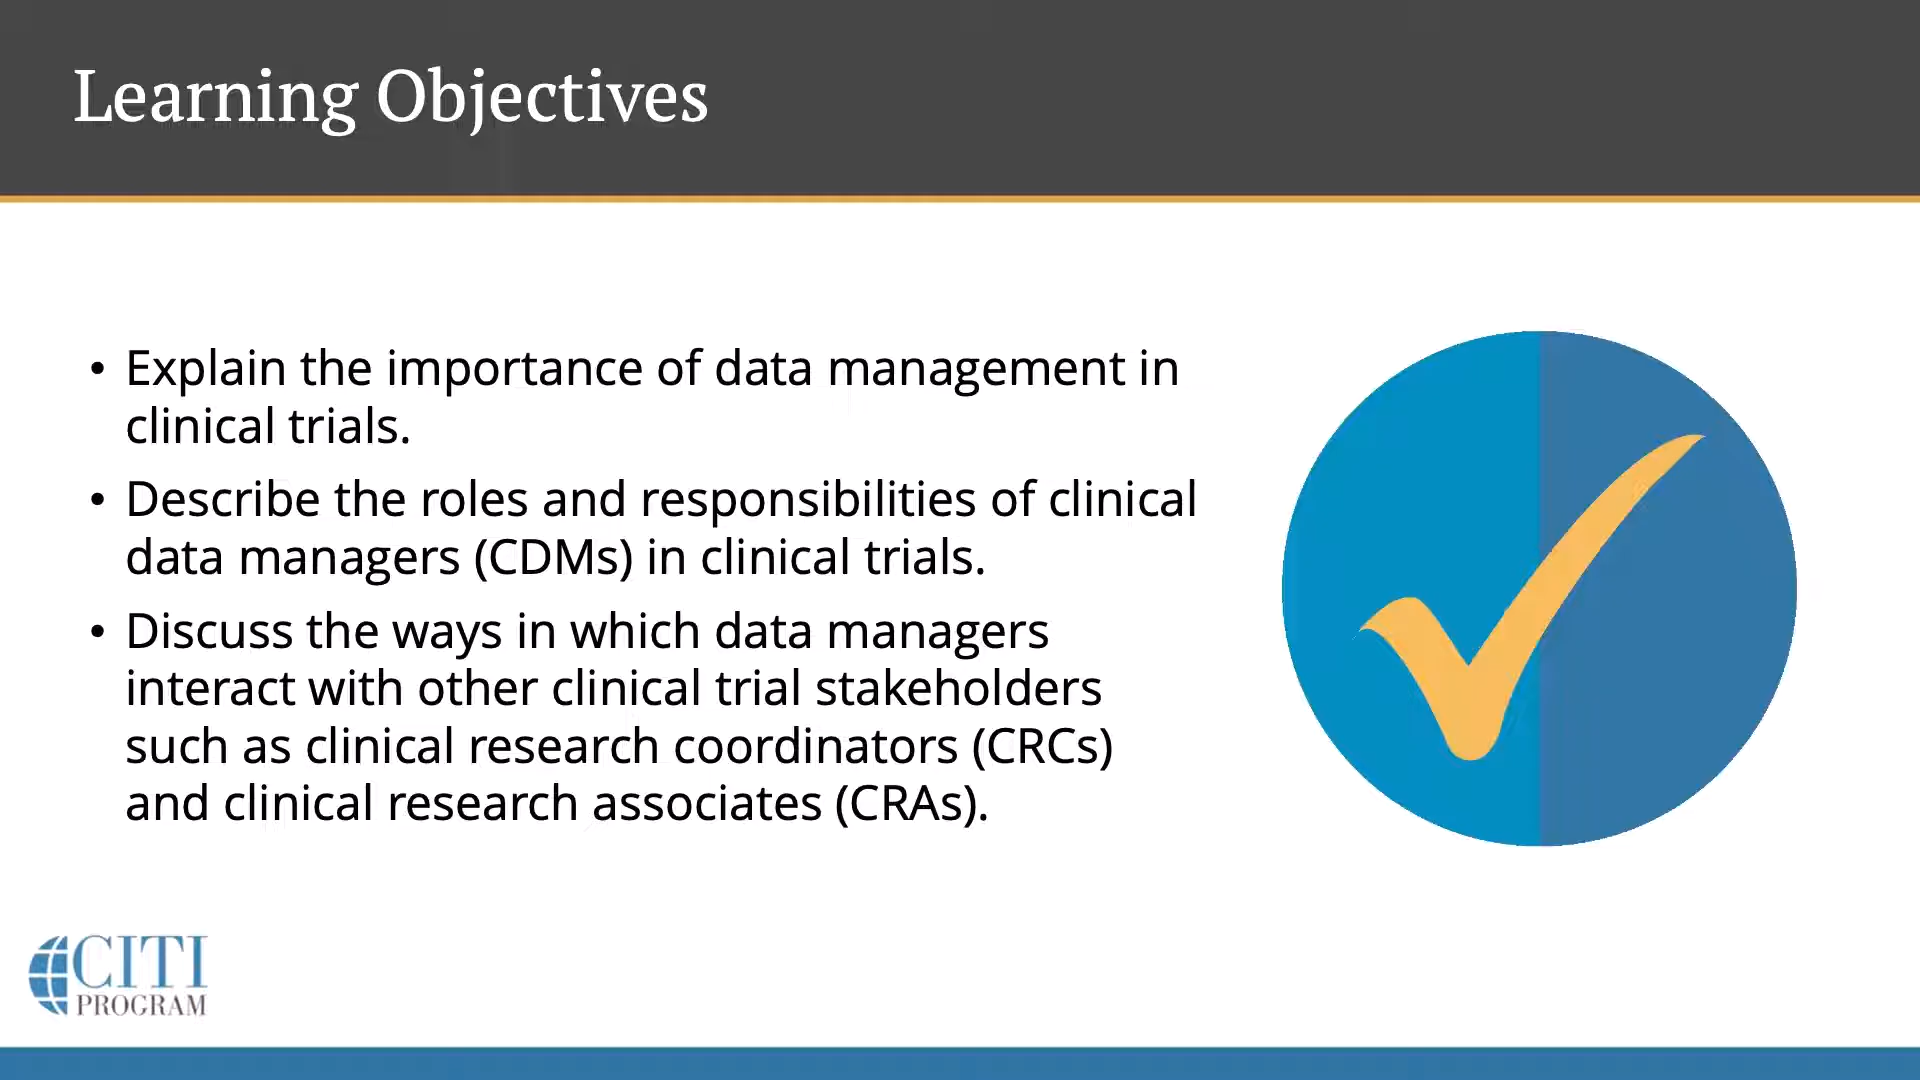 Learning Objectives
• Explain the importance of data management in
clinical trials.
• Describe the roles and responsibilities of clinical
data managers (CDMs) in clinical trials.
• Discuss the ways in which data managers
interact with other clinical trial stakeholders
such as clinical research coordinators (CRCs)
and clinical research associates (CRAs).
CITI
PROGRAM